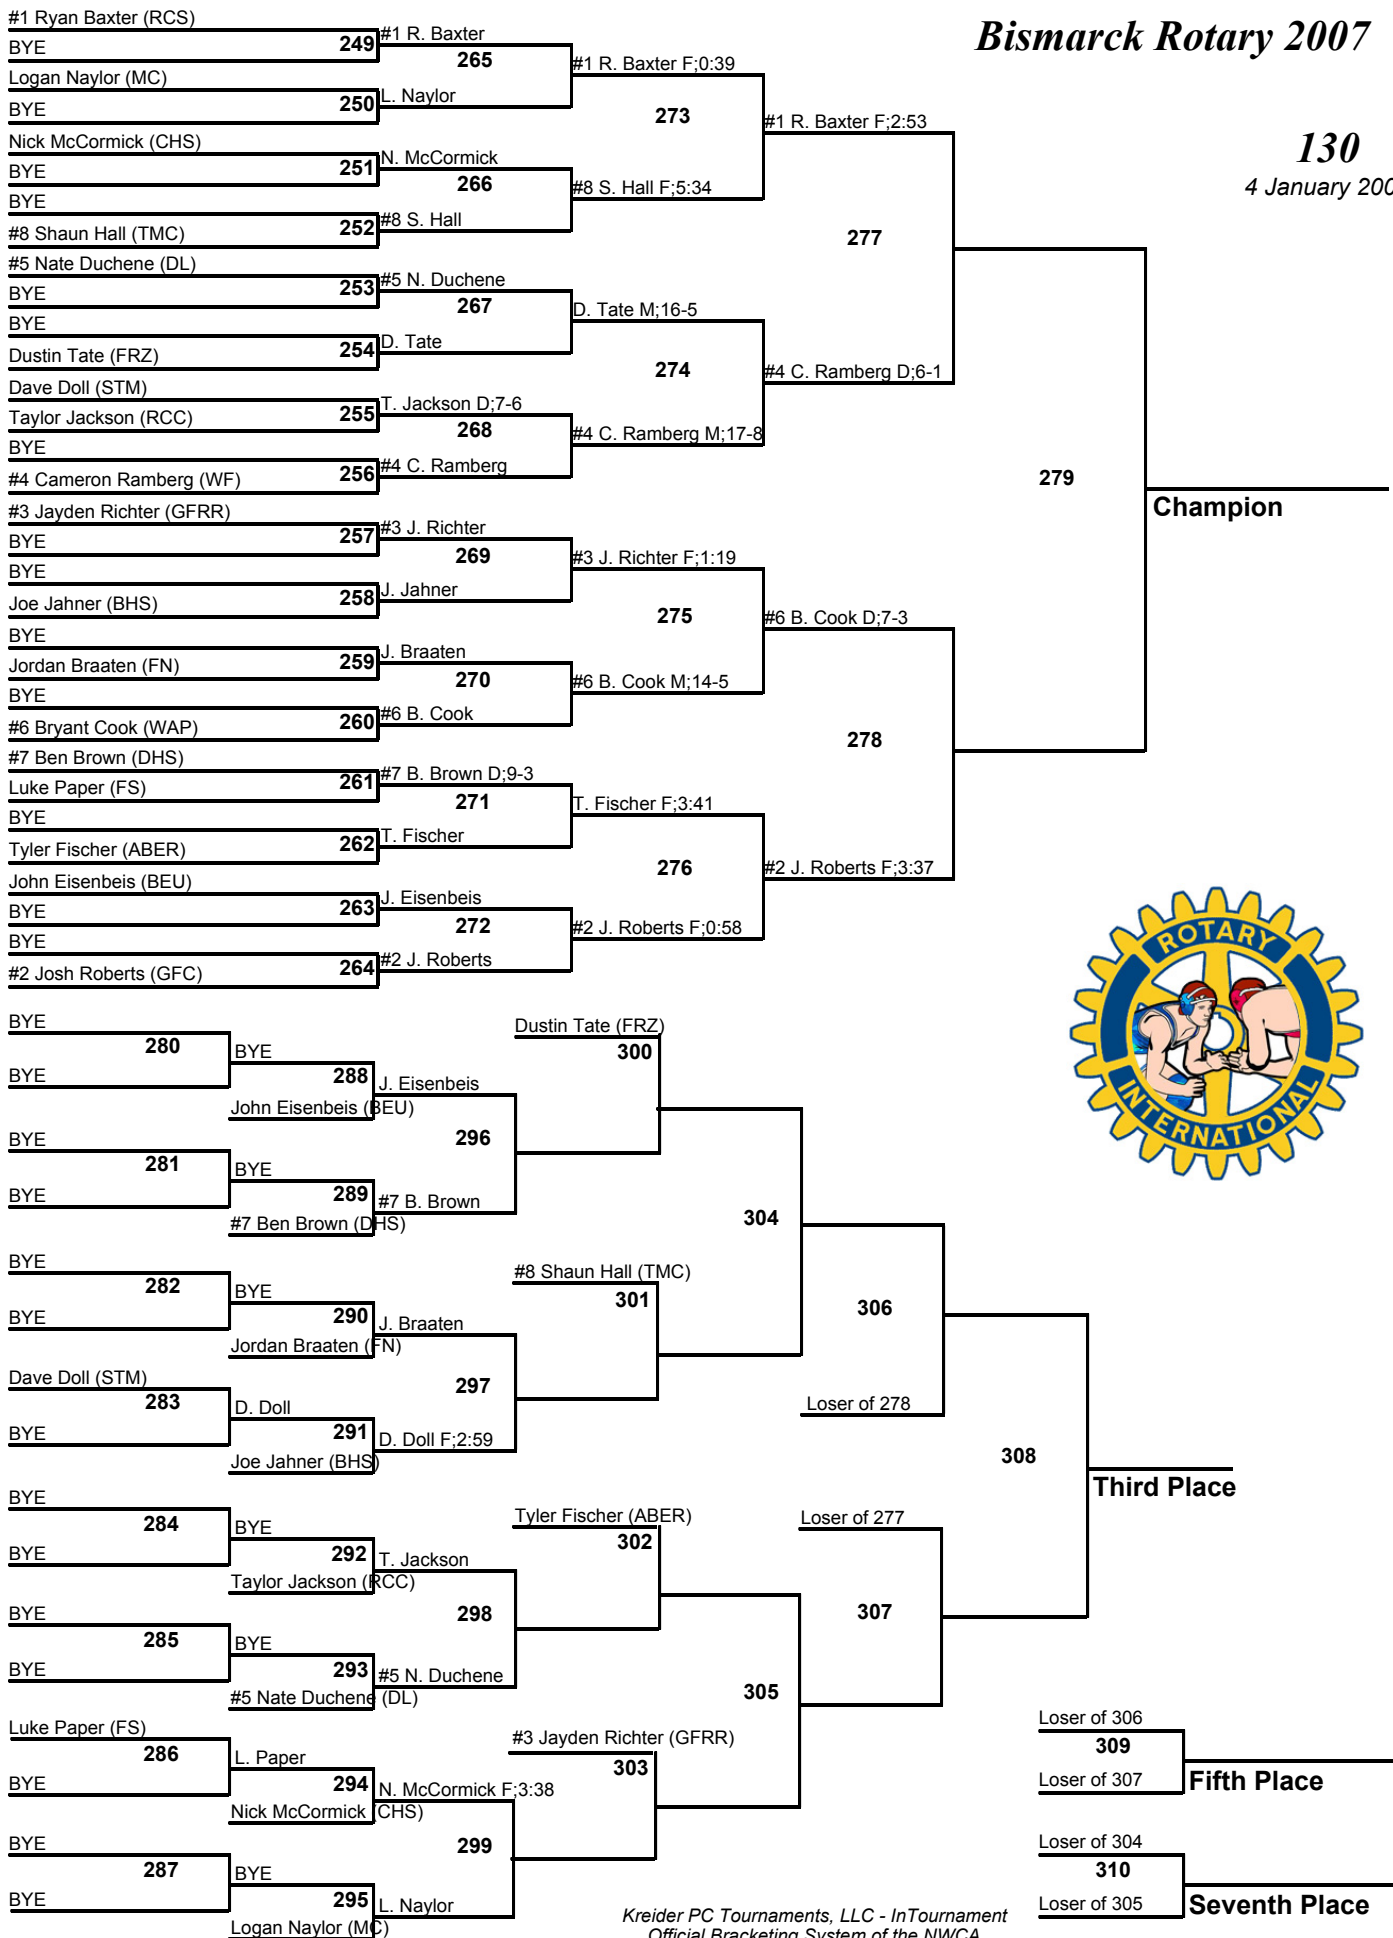 Bismarck Rotary 2007
130
4 January 200
#1 Ryan Baxter (RCS)
BYE
249
Logan Naylor (MC)
BYE
250
Nick McCormick (CHS)
BYE
251
BYE
#8 Shaun Hall (TMC)
252
#5 Nate Duchene (DL)
BYE
253
BYE
Dustin Tate (FRZ)
254
Dave Doll (STM)
Taylor Jackson (RCC)
255
BYE
#4 Cameron Ramberg (WF)
256
#3 Jayden Richter (GFRR)
BYE
257
BYE
Joe Jahner (BHS)
258
BYE
Jordan Braaten (FN)
259
BYE
#6 Bryant Cook (WAP)
260
#7 Ben Brown (DHS)
Luke Paper (FS)
261
BYE
Tyler Fischer (ABER)
262
John Eisenbeis (BEU)
BYE
263
BYE
#2 Josh Roberts (GFC)
264
#1 R. Baxter
265
L. Naylor
N. McCormick
266
#8 S. Hall
#5 N. Duchene
267
D. Tate
T. Jackson D;7-6
268
#4 C. Ramberg
#3 J. Richter
269
J. Jahner
J. Braaten
270
#6 B. Cook
#7 B. Brown D;9-3
271
T. Fischer
J. Eisenbeis
272
#2 J. Roberts
#1 R. Baxter F;0:39
273
#8 S. Hall F;5:34
D. Tate M;16-5
274
#4 C. Ramberg M;17-8
#3 J. Richter F;1:19
275
#6 B. Cook M;14-5
T. Fischer F;3:41
276
#2 J. Roberts F;0:58
#1 R. Baxter F;2:53
277
#4 C. Ramberg D;6-1
#6 B. Cook D;7-3
278
#2 J. Roberts F;3:37
279
Champion
ROTARY
INTERNATIONAL
BYE
280
BYE
BYE
281
BYE
BYE
282
BYE
Dave Doll (STM)
283
BYE
BYE
284
BYE
BYE
285
BYE
Luke Paper (FS)
286
BYE
BYE
287
BYE
BYE
288
John Eisenbeis (BEU)
BYE
289
#7 Ben Brown (DHS)
BYE
290
Jordan Braaten (FN)
D. Doll
291
Joe Jahner (BHS)
BYE
292
Taylor Jackson (RCC)
BYE
293
#5 Nate Duchene (DL)
L. Paper
294
Nick McCormick (CHS)
BYE
295
Logan Naylor (MC)
J. Eisenbeis
296
#7 B. Brown
J. Braaten
297
D. Doll F;2:59
T. Jackson
298
#5 N. Duchene
N. McCormick F;3:38
299
L. Naylor
Dustin Tate (FRZ)
300
#8 Shaun Hall (TMC)
301
Tyler Fischer (ABER)
302
#3 Jayden Richter (GFRR)
303
304
305
306
Loser of 278
Loser of 277
307
308
Third Place
Loser of 306
309
Loser of 307
Fifth Place
Loser of 304
310
Loser of 305
Seventh Place
Kreider PC Tournaments, LLC - InTournament
Official Bracketing System of the NWCA